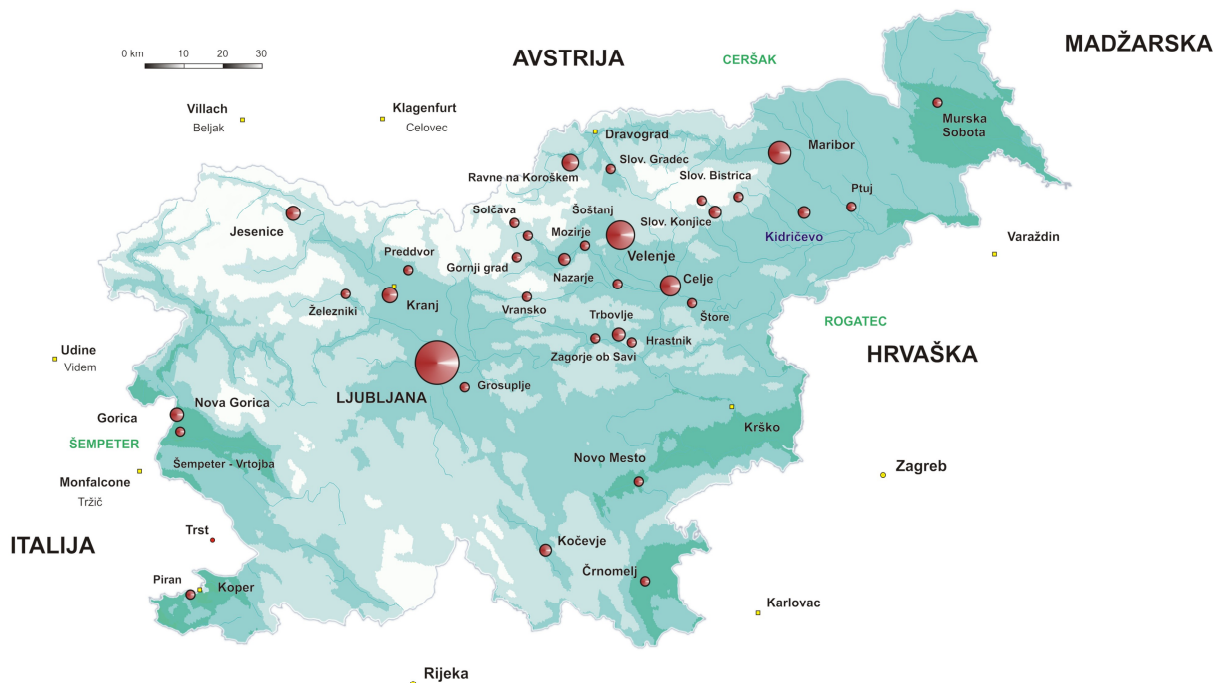 MADŽARSKA
AVSTRIJA
CERŠAK
0 km 10 20 30
Villach
Beljak
Klagenfurt
Celovec
Murska
Sobota
Dravograd
Maribor
Slov. Gradec
Ravne na Koroškem
Slov. Bistrica
Ptuj
Solčava
Šoštanj
Slov. Konjice
Jesenice
Mozirje
Kidričevo
Varaždin
Preddvor
Velenje
Gornji grad
Nazarje
Celje
Železniki
Kranj
Vransko
Štore
Trbovlje
ROGATEC
Hrastnik
Zagorje ob Savi
HRVAŠKA
Udine
Videm
Grosuplje
LJUBLJANA
Nova Gorica
Gorica
Krško
ŠEMPETER
Novo Mesto
Šempeter - Vrtojba
Zagreb
Monfalcone
Tržič
Trst
ITALIJA
Kočevje
Črnomelj
Piran
Koper
Karlovac
Rijeka